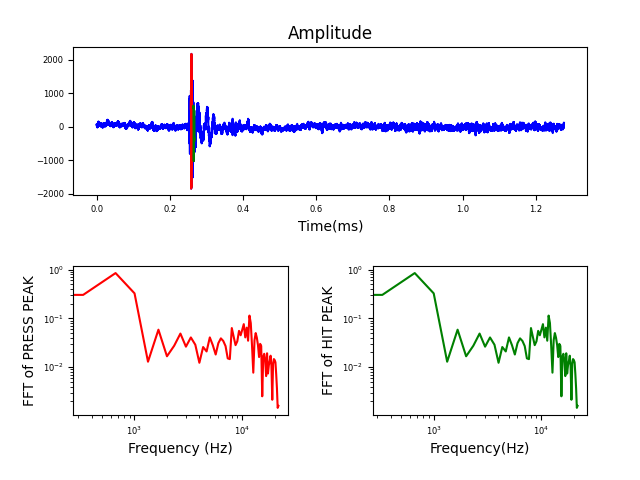 Amplitude
2000
1000
0
−1000
−2000
0.0 0.2 0.4 0.6 0.8 1.0 1.2
Time(ms)
FFT of PRESS PEAK
10⁰
10⁻¹
10⁻²
10³ 10⁴
Frequency (Hz)
FFT of HIT PEAK
10⁰
10⁻¹
10⁻²
10³ 10⁴
Frequency(Hz)